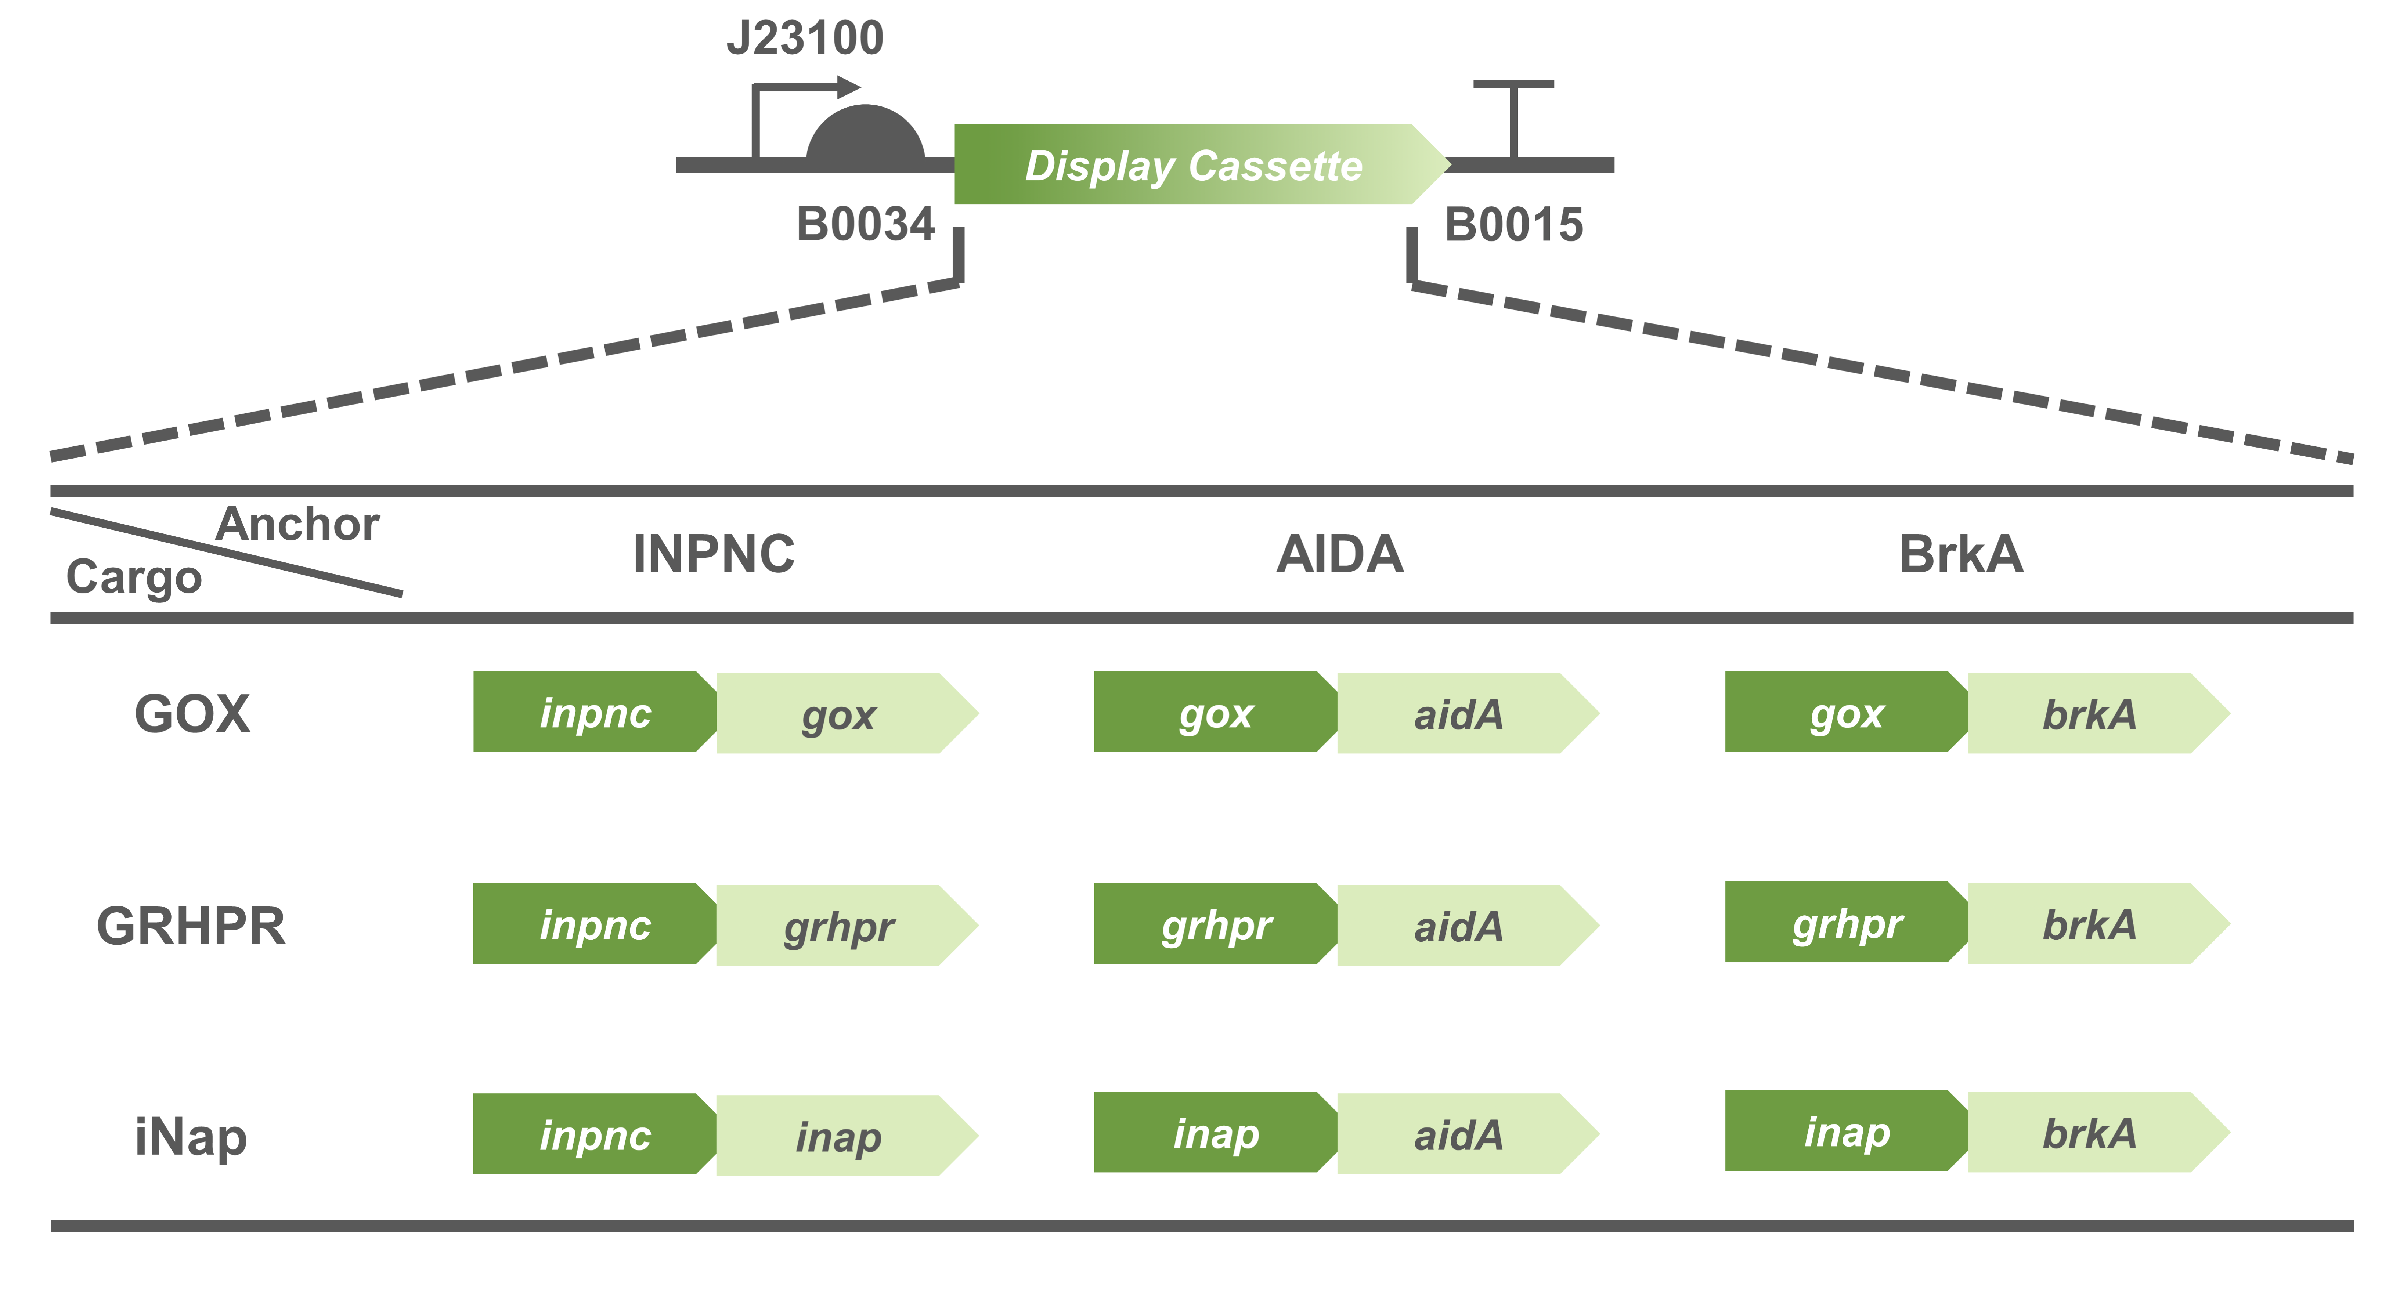 J23100
Display Cassette
B0034 B0015
Anchor
Cargo
INPNC AIDA BrkA
GOX inpnc gox gox aidA gox brkA
GRHPR inpnc grhpr grhpr aidA grhpr brkA
iNap inpnc inap inap aidA inap brkA